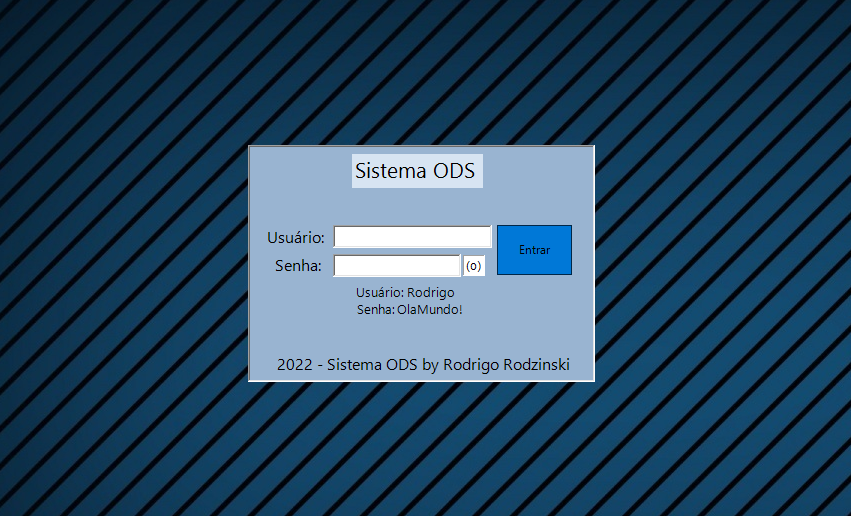 Sistema ODS
Usuário:
Entrar
Senha:
(o)
Usuário: Rodrigo
Senha: OlaMundo!
2022 - Sistema ODS by Rodrigo Rodzinski